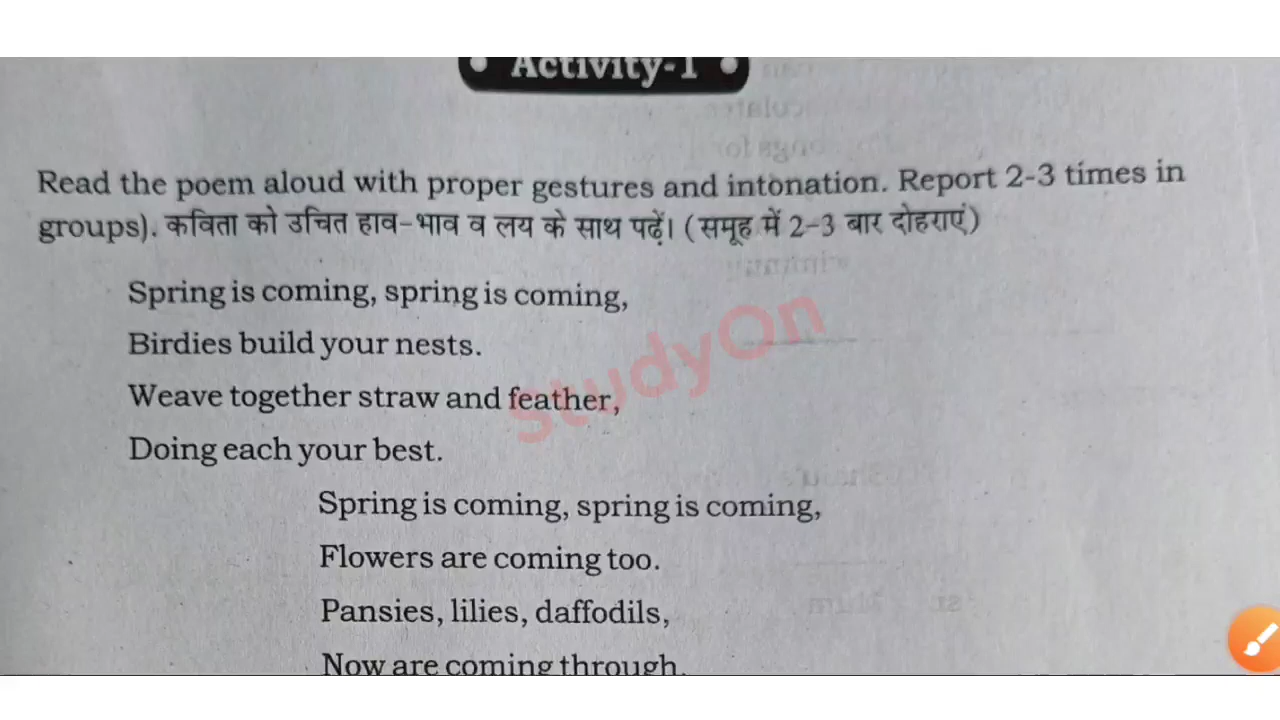 Activity-1
Read the poem aloud with proper gestures and intonation. Report 2-3 times in
groups). कविता को उचित हाव-भाव व लय के साथ पढ़ें। (समूह में 2-3 बार दोहराएं)
Spring is coming, spring is coming,
Birdies build your nests.
Weave together straw and feather,
Doing each your best.
StudyOn
Spring is coming, spring is coming,
Flowers are coming too.
Pansies, lilies, daffodils,
Now are coming through.